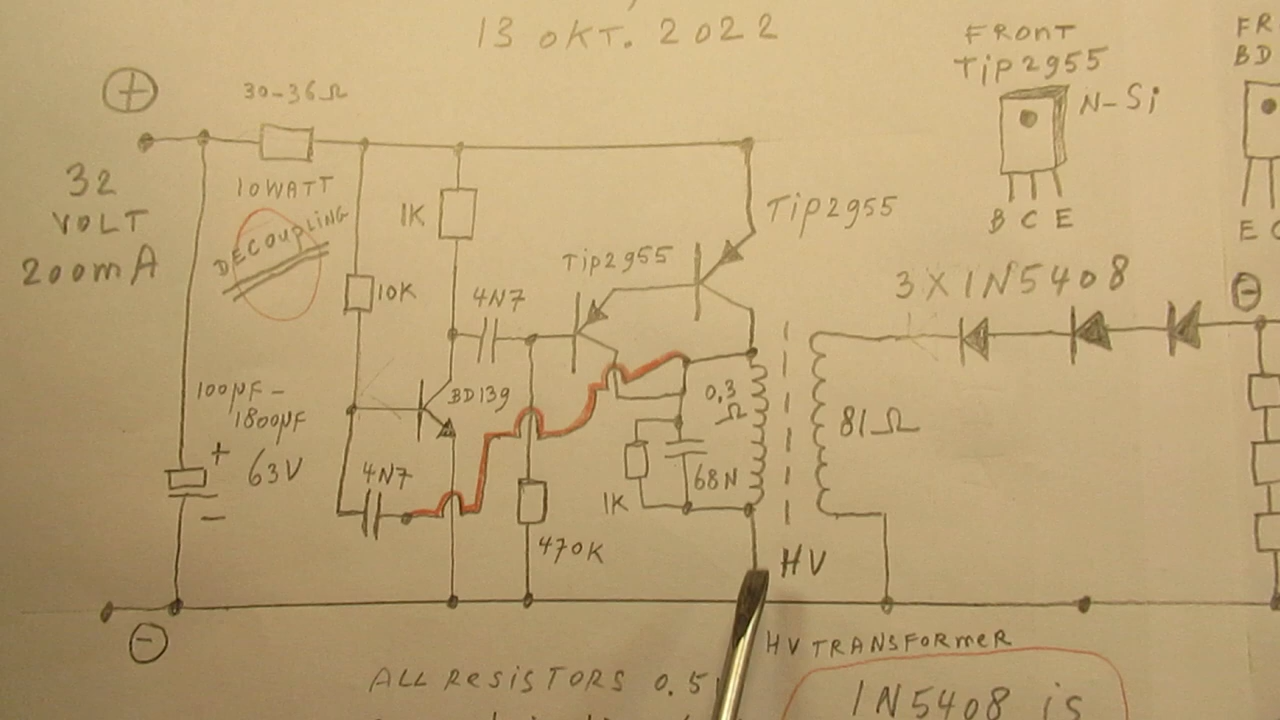 13 OKT. 2022
FRONT
TiP2955
N-Si
B C E
FR
BD
E C
+
32
VOLT
200mA
30-36Ω
10WATT
DECOUPLING
1K
10K
4N7
TiP2955
TiP2955
3X1N5408
⊖
BD139
100µF-
1800µF
63V
+
-
4N7
470K
1K
68N
0,3
Ω
81Ω
HV
HV TRANSFORMER
⊖
ALL RESISTORS 0.5
1N5408 is